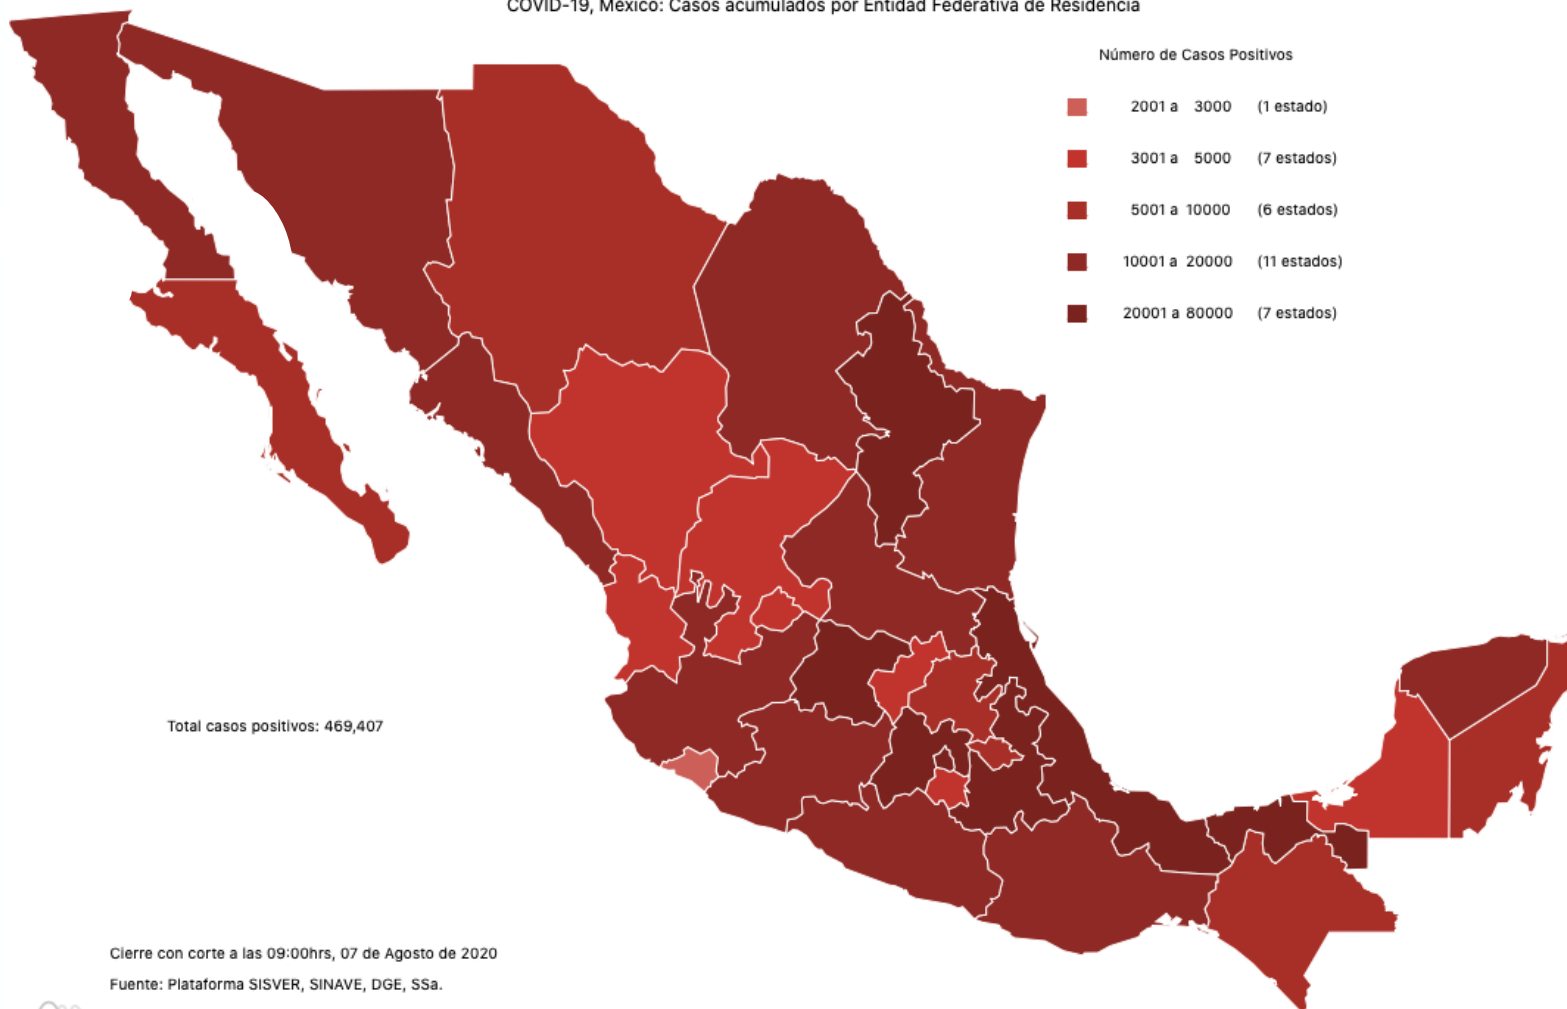 COVID-19, México: Casos acumulados por Entidad Federativa de Residencia
Número de Casos Positivos
2001 a 3000 (1 estado)
3001 a 5000 (7 estados)
5001 a 10000 (6 estados)
10001 a 20000 (11 estados)
20001 a 80000 (7 estados)
Total casos positivos: 469,407
Cierre con corte a las 09:00hrs, 07 de Agosto de 2020
Fuente: Plataforma SISVER, SINAVE, DGE, SSa.